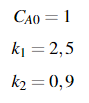 C_{A0} = 1
k_1 = 2,5
k_2 = 0,9